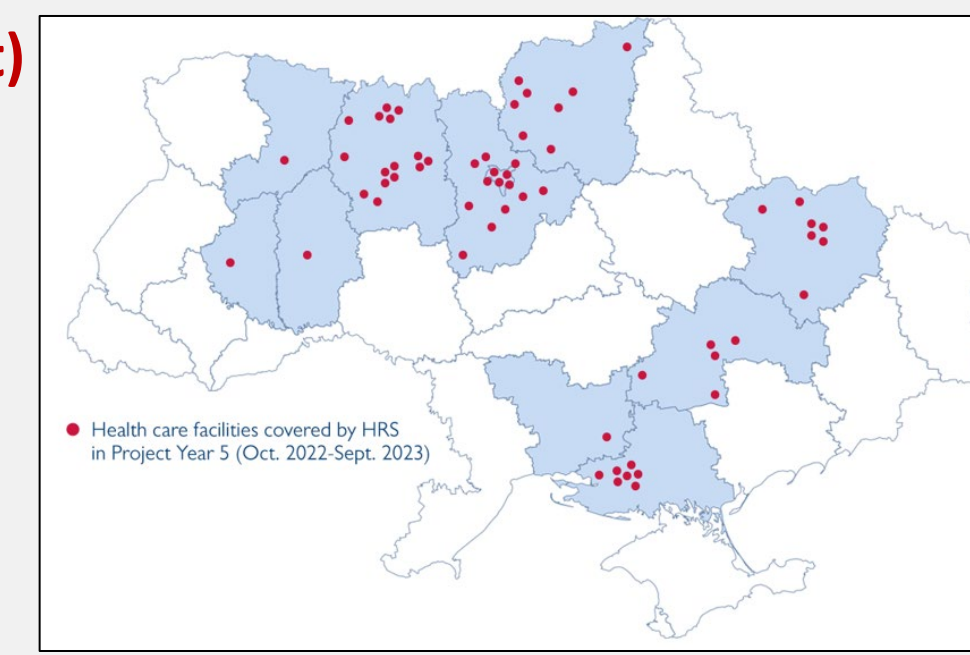 t)
Health care facilities covered by HRS
in Project Year 5 (Oct. 2022-Sept. 2023)